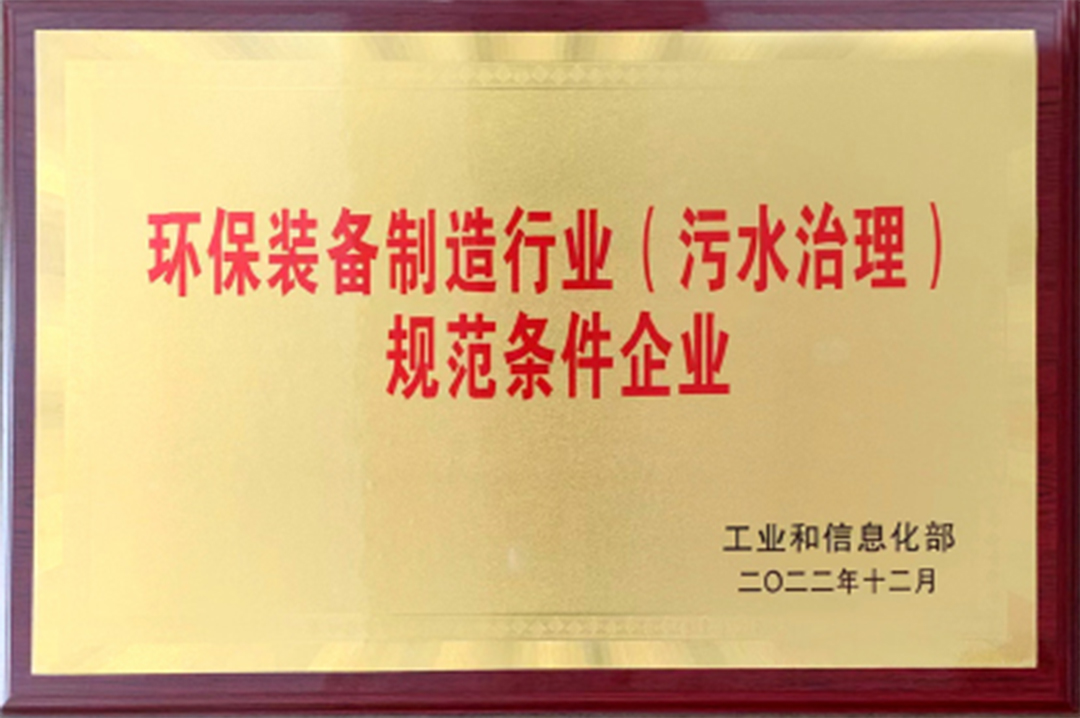 环保装备制造行业（污水治理）
规范条件企业
工业和信息化部
二〇二二年十二月